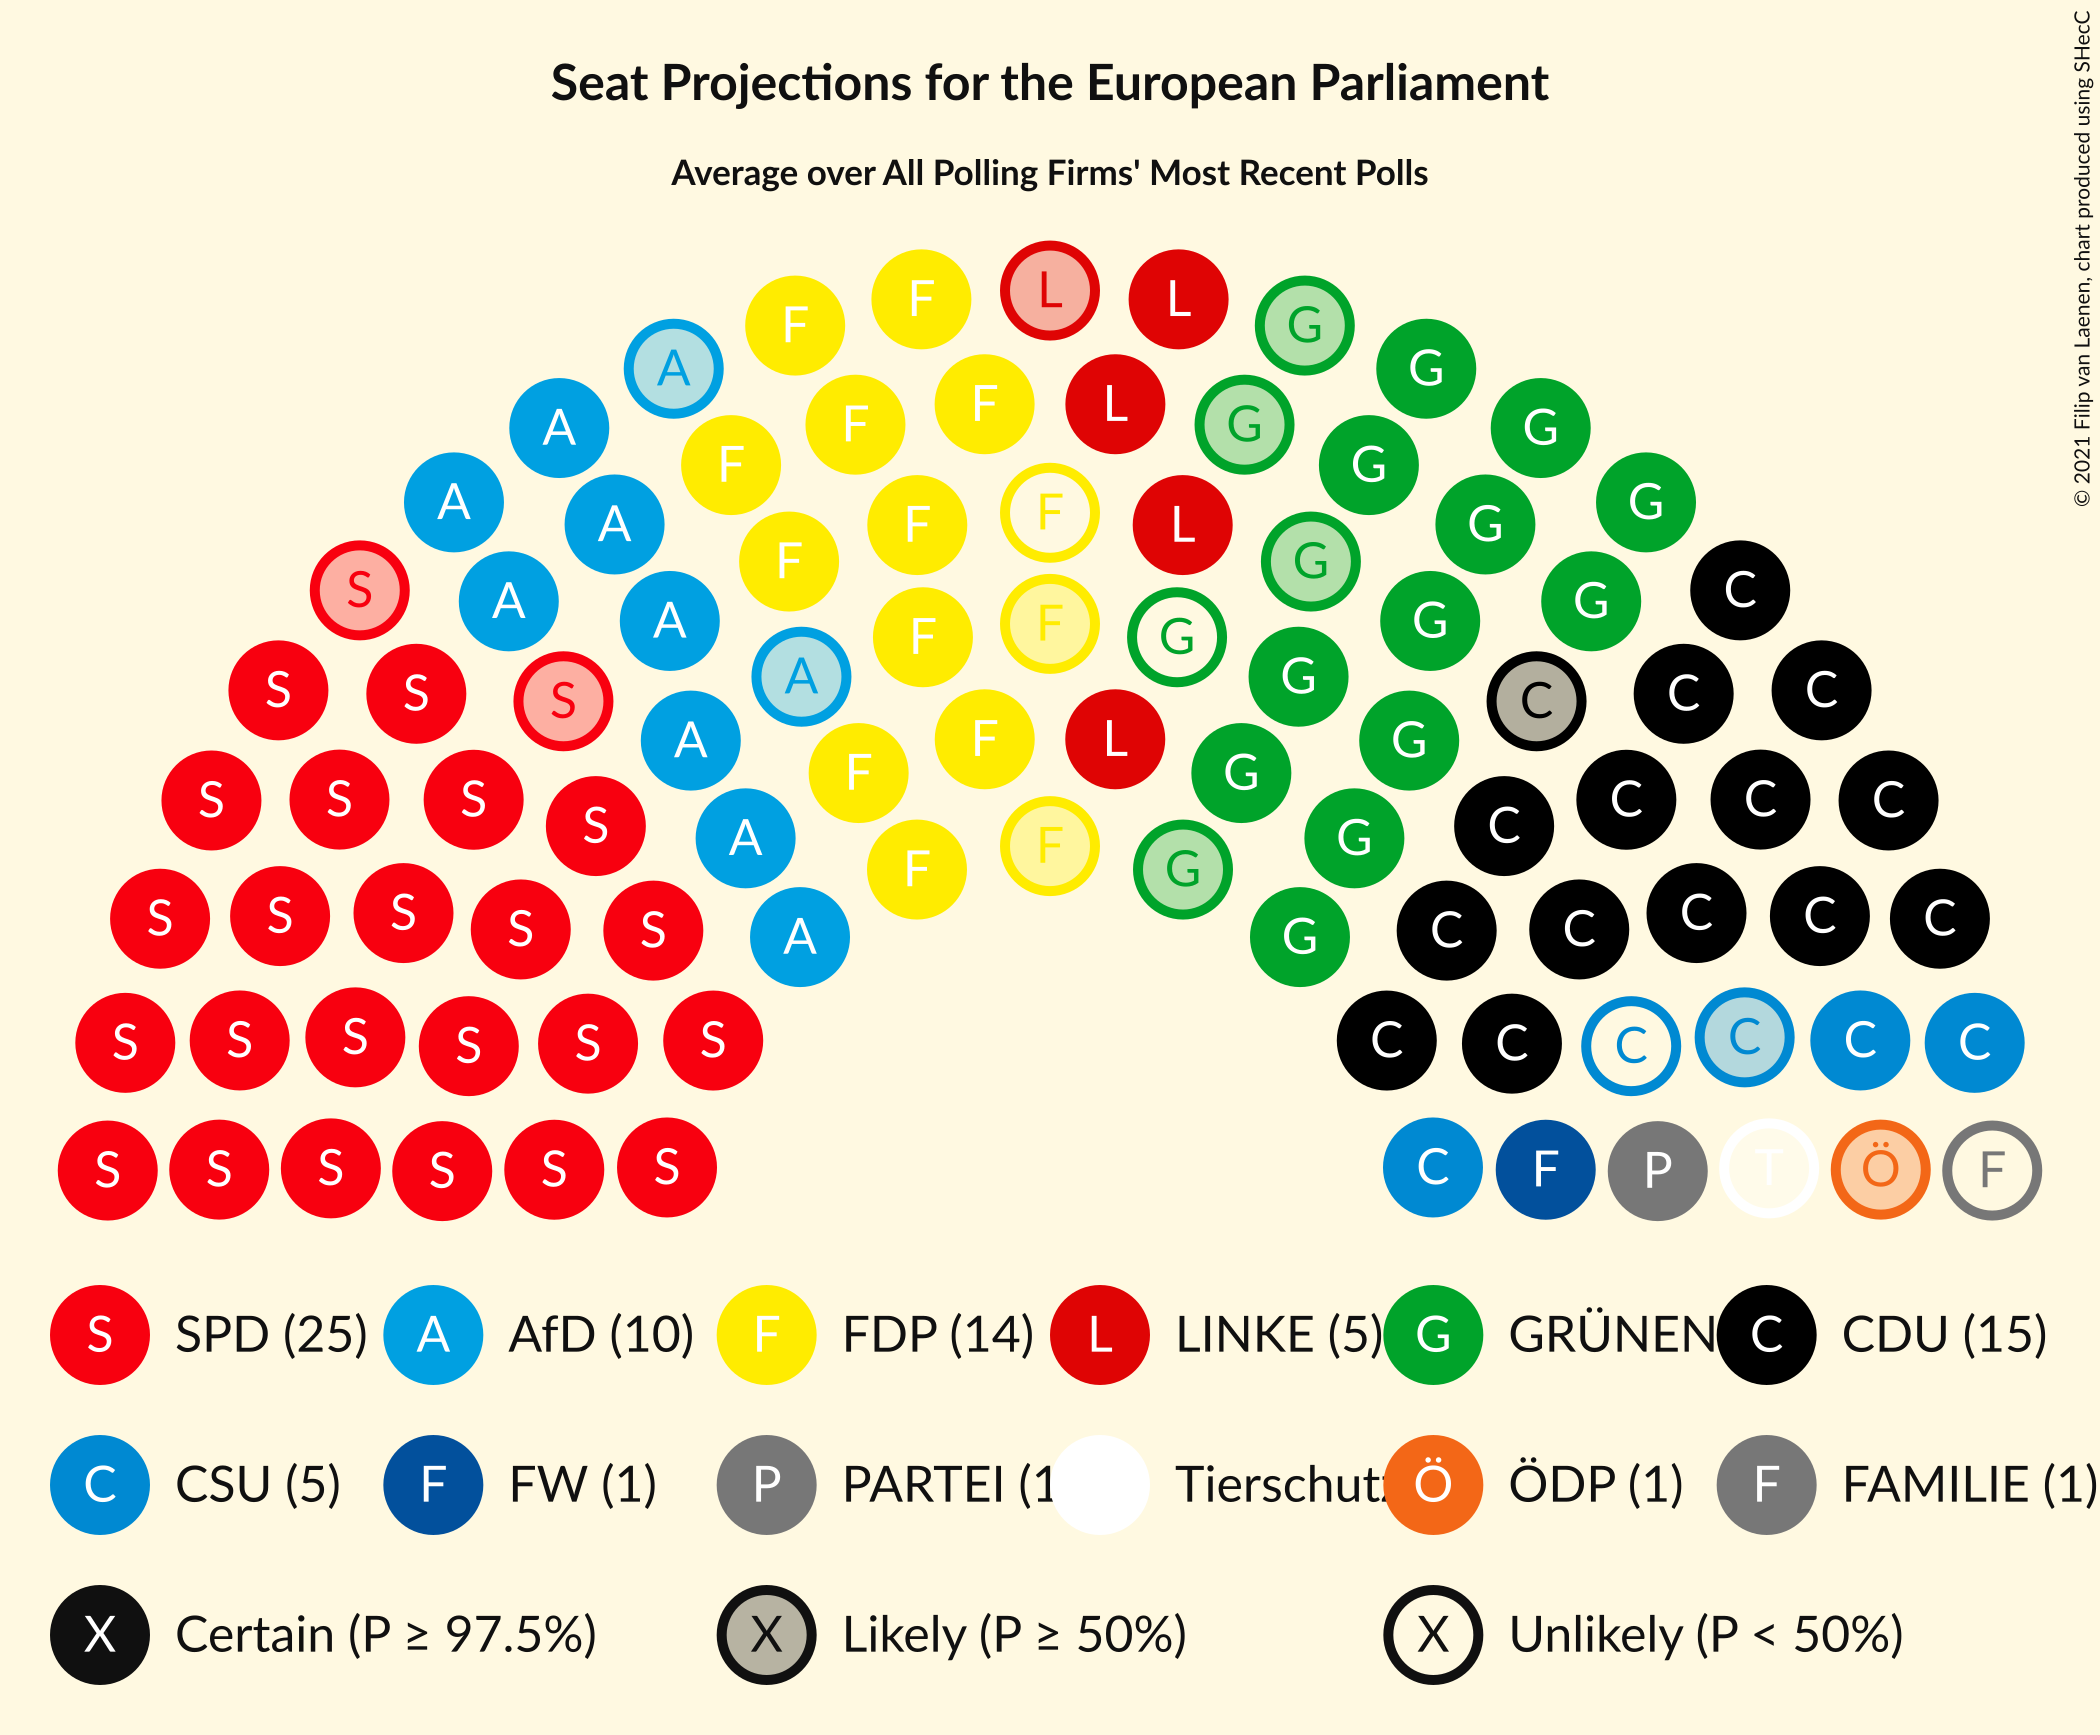 Seat Projections for the European Parliament
Average over All Polling Firms' Most Recent Polls
© 2021 Filip van Laenen, chart produced using SHecC
L
F F L G
A F F L G G
A F F G G
A A F F L G G G
S A A F F G G G C
S S S A A F G G C C C
S S S S A F F L G G C C C C
S S S S S A F F G G C C C C C
S S S S S S C C C C C C
S S S S S S C F P T Ö F
S SPD (25) A AfD (10) F FDP (14) L LINKE (5) G GRÜNEN C CDU (15)
C CSU (5) F FW (1) P PARTEI (1 Tierschutz Ö ÖDP (1) F FAMILIE (1)
X Certain (P ≥ 97.5%) X Likely (P ≥ 50%) X Unlikely (P < 50%)